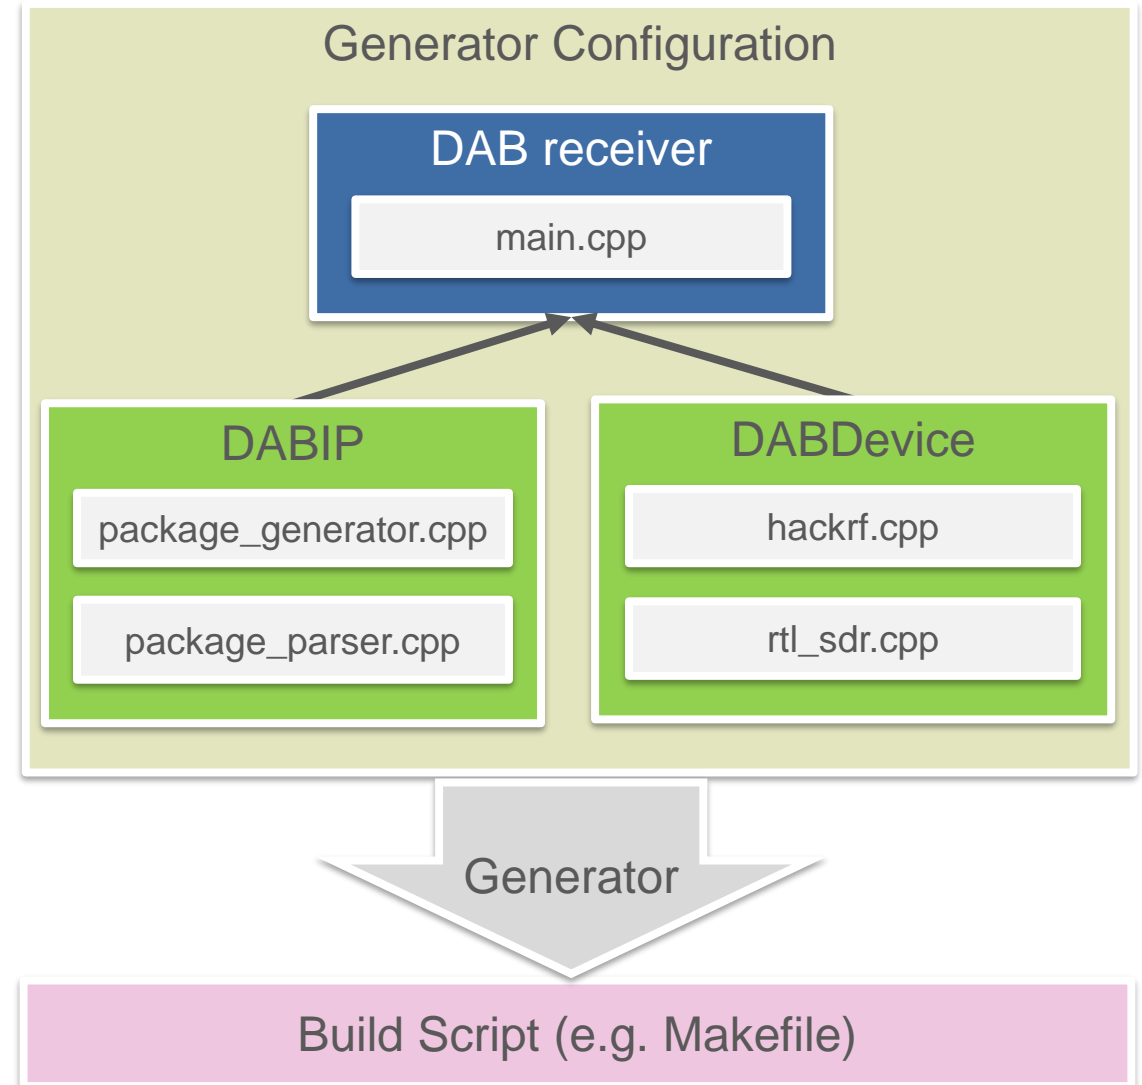 Generator Configuration
DAB receiver
main.cpp
DABIP
package_generator.cpp
package_parser.cpp
DABDevice
hackrf.cpp
rtl_sdr.cpp
Generator
Build Script (e.g. Makefile)